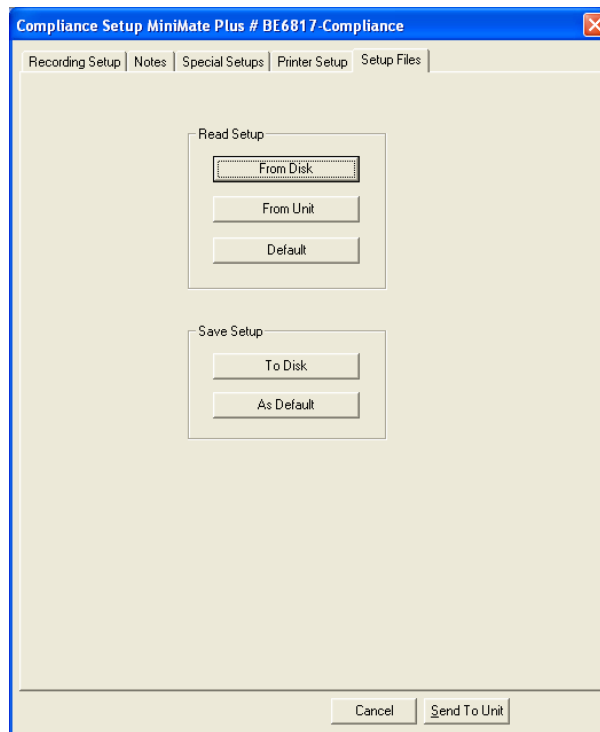 Compliance Setup MiniMate Plus # BE6817-Compliance
Recording Setup Notes Special Setups Printer Setup Setup Files
Read Setup
From Disk
From Unit
Default
Save Setup
To Disk
As Default
Cancel Send To Unit